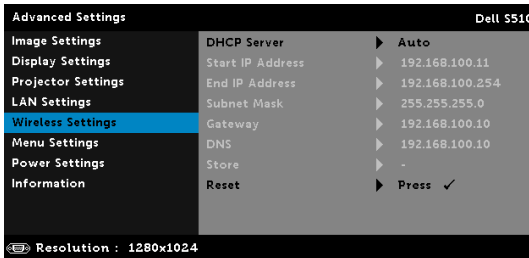 Advanced Settings Dell S510
Image Settings
Display Settings
Projector Settings
LAN Settings
Wireless Settings
Menu Settings
Power Settings
Information
DHCP Server Auto
Start IP Address 192.168.100.11
End IP Address 192.168.100.254
Subnet Mask 255.255.255.0
Gateway 192.168.100.10
DNS 192.168.100.10
Store -
Reset Press ✓
Resolution : 1280x1024